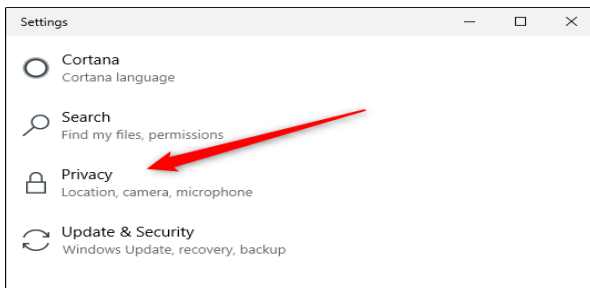 Settings
Cortana
Cortana language
Search
Find my files, permissions
Privacy
Location, camera, microphone
Update & Security
Windows Update, recovery, backup